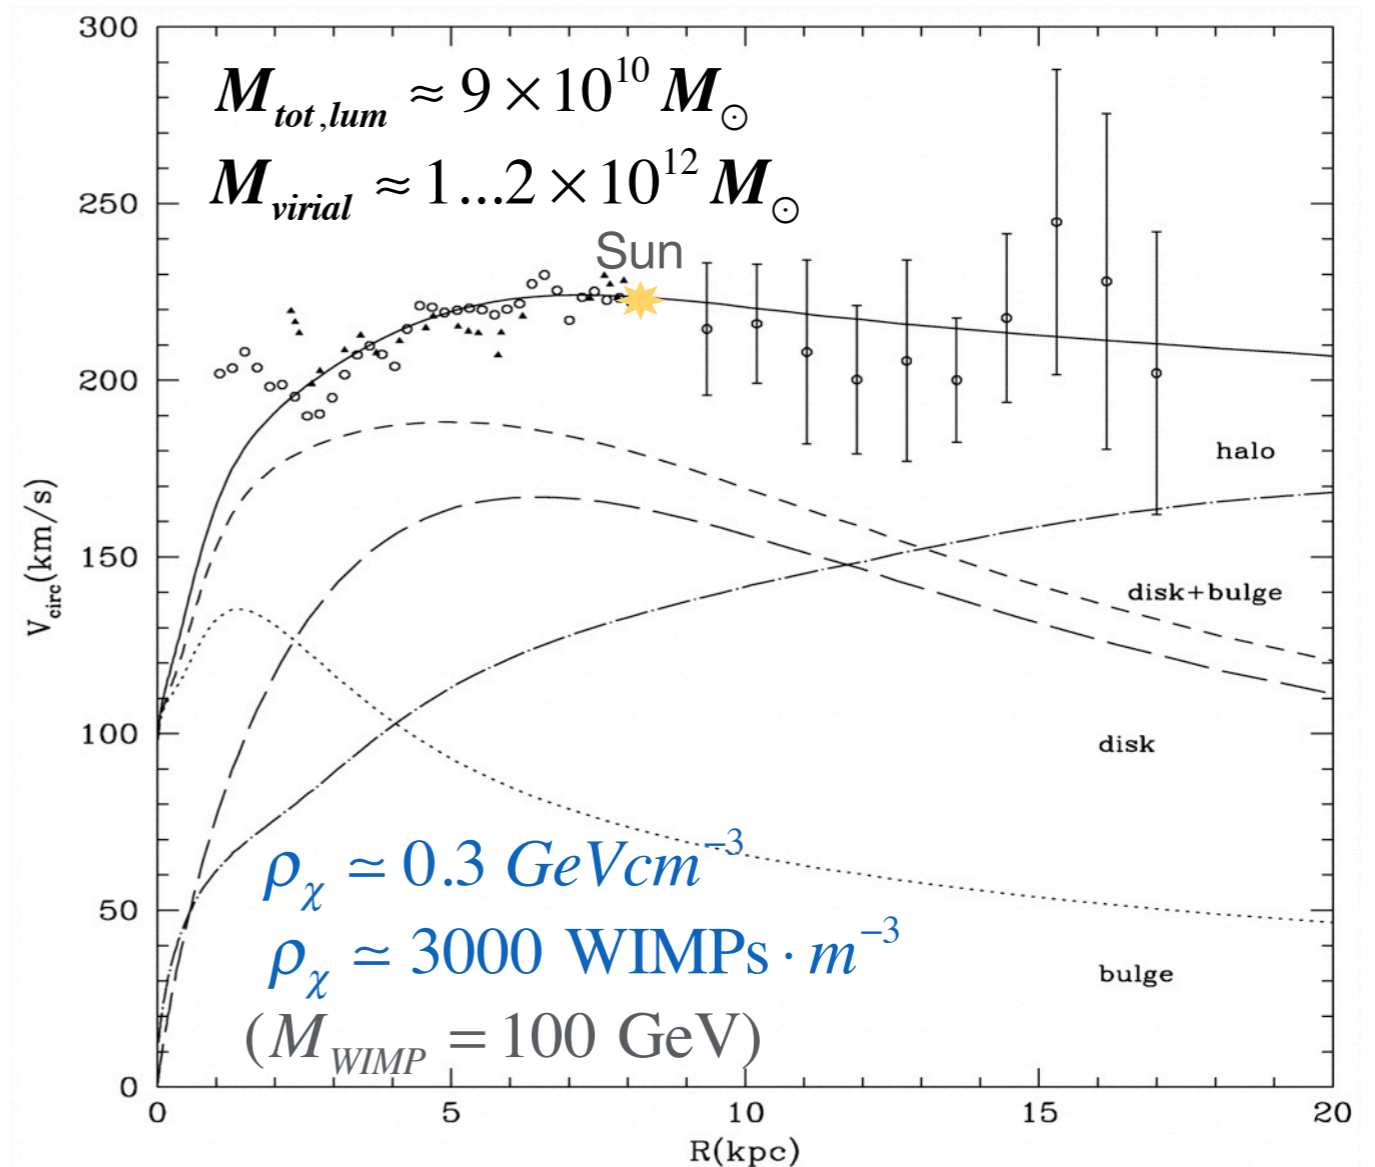 300
250
200
150
100
50
0
V_circ(km/s)
M_tot,lum ≈ 9 × 10^10 M_⊙
M_virial ≈ 1...2 × 10^12 M_⊙
Sun
halo
disk+bulge
disk
bulge
ρ_χ ≃ 0.3 GeVcm^−3
ρ_χ ≃ 3000 WIMPs · m^−3
(M_WIMP = 100 GeV)
0 5 10 15 20
R(kpc)